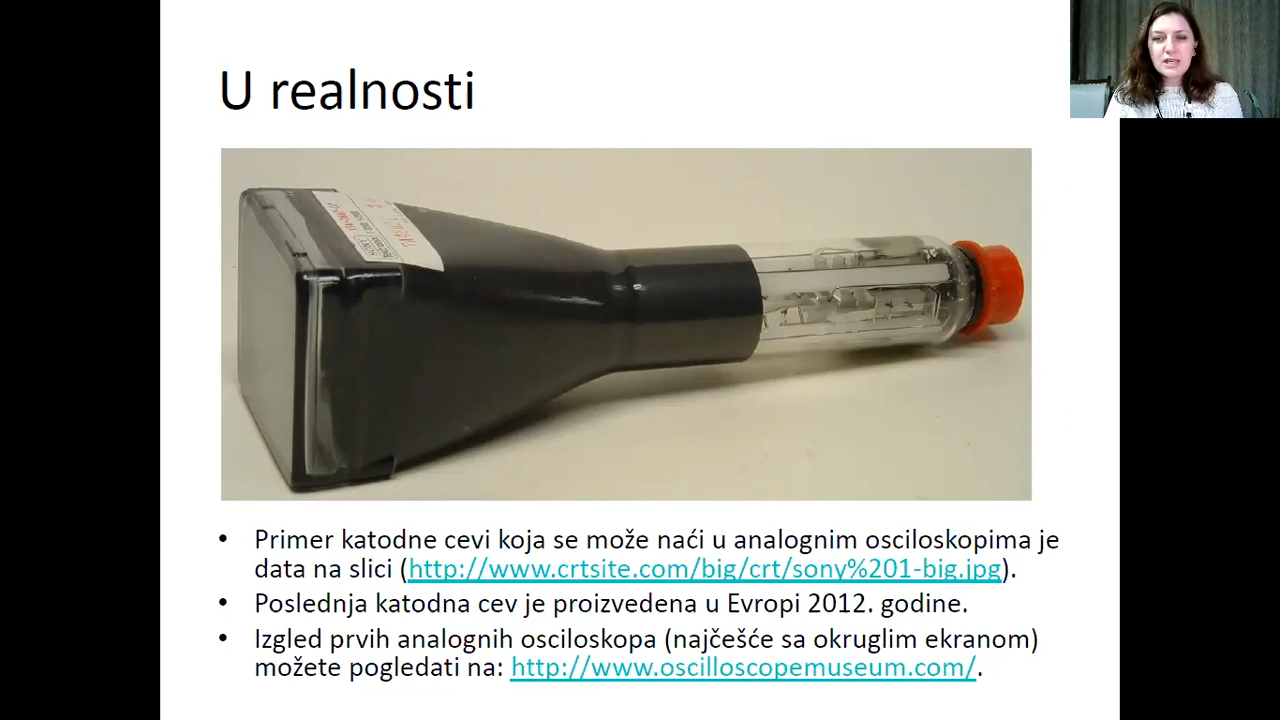 U realnosti
SONY
• Primer katodne cevi koja se može naći u analognim osciloskopima je
data na slici (http://www.crtsite.com/big/crt/sony%201-big.jpg).
• Poslednja katodna cev je proizvedena u Evropi 2012. godine.
• Izgled prvih analognih osciloskopa (najčešće sa okruglim ekranom)
možete pogledati na: http://www.oscilloscopemuseum.com/.